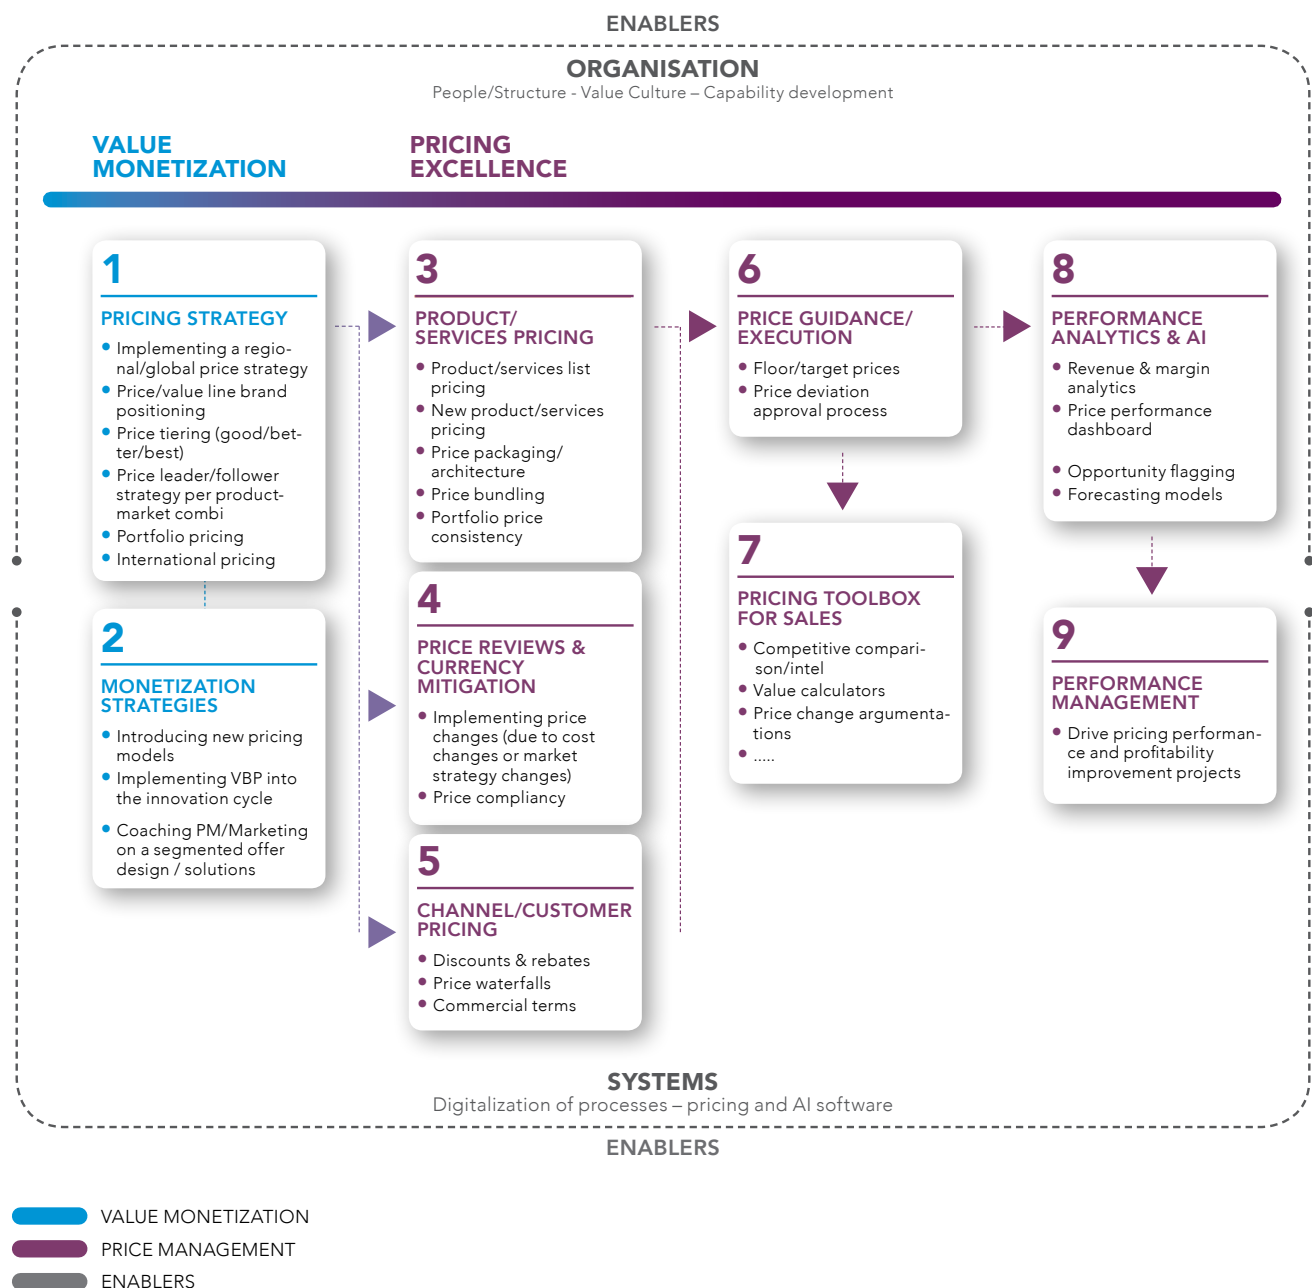 ENABLERS
ORGANISATION
People/Structure - Value Culture – Capability development
VALUE
MONETIZATION
PRICING
EXCELLENCE
1
PRICING STRATEGY
• Implementing a regio-
nal/global price strategy
• Price/value line brand
positioning
• Price tiering (good/bet-
ter/best)
• Price leader/follower
strategy per product-
market combi
• Portfolio pricing
• International pricing
2
MONETIZATION
STRATEGIES
• Introducing new pricing
models
• Implementing VBP into
the innovation cycle
• Coaching PM/Marketing
on a segmented offer
design / solutions
3
PRODUCT/
SERVICES PRICING
• Product/services list
pricing
• New product/services
pricing
• Price packaging/
architecture
• Price bundling
• Portfolio price
consistency
4
PRICE REVIEWS &
CURRENCY
MITIGATION
• Implementing price
changes (due to cost
changes or market
strategy changes)
• Price compliancy
5
CHANNEL/CUSTOMER
PRICING
• Discounts & rebates
• Price waterfalls
• Commercial terms
6
PRICE GUIDANCE/
EXECUTION
• Floor/target prices
• Price deviation
approval process
7
PRICING TOOLBOX
FOR SALES
• Competitive compari-
son/intel
• Value calculators
• Price change argumenta-
tions
• .....
8
PERFORMANCE
ANALYTICS & AI
• Revenue & margin
analytics
• Price performance
dashboard
• Opportunity flagging
• Forecasting models
9
PERFORMANCE
MANAGEMENT
• Drive pricing performan-
ce and profitability
improvement projects
SYSTEMS
Digitalization of processes – pricing and AI software
ENABLERS
VALUE MONETIZATION
PRICE MANAGEMENT
ENABLERS